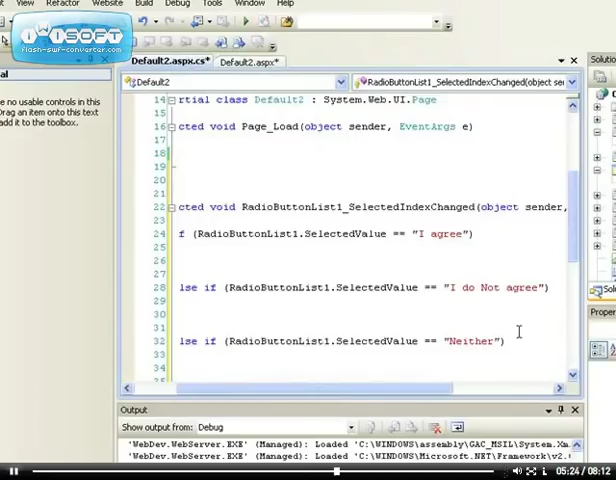 Refactor Website Build Debug Tools Window Help
iWiSOFT
flash-swf-converter.com
Default2.aspx.cs* Default2.aspx*
Default2
RadioButtonList1_SelectedIndexChanged(object se
Solutio
al
re no usable controls in this
Drag an item onto this text
add it to the toolbox.
14 rtial class Default2 : System.Web.UI.Page
15
16 cted void Page_Load(object sender, EventArgs e)
17
18
19
20
21
22 cted void RadioButtonList1_SelectedIndexChanged(object sender,
23
24 f (RadioButtonList1.SelectedValue == "I agree")
25
26
27
28 lse if (RadioButtonList1.SelectedValue == "I do Not agree")
29
30
31
32 lse if (RadioButtonList1.SelectedValue == "Neither")
33
34
35
Solu
Proper
Output
Show output from: Debug
'WebDev.WebServer.EXE' (Managed): Loaded 'C:\WINDOWS\assembly\GAC_MSIL\System.Xm
'WebDev.WebServer.EXE' (Managed): Loaded 'C:\WINDOWS\Microsoft.NET\Framework\v2.
05:24 / 08:12